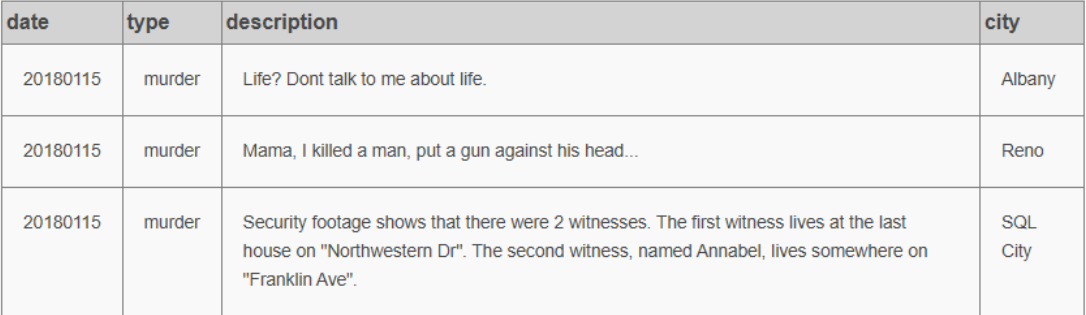 date type description city
20180115 murder Life? Dont talk to me about life. Albany
20180115 murder Mama, I killed a man, put a gun against his head... Reno
20180115 murder Security footage shows that there were 2 witnesses. The first witness lives at the last SQL
house on "Northwestern Dr". The second witness, named Annabel, lives somewhere on City
"Franklin Ave".